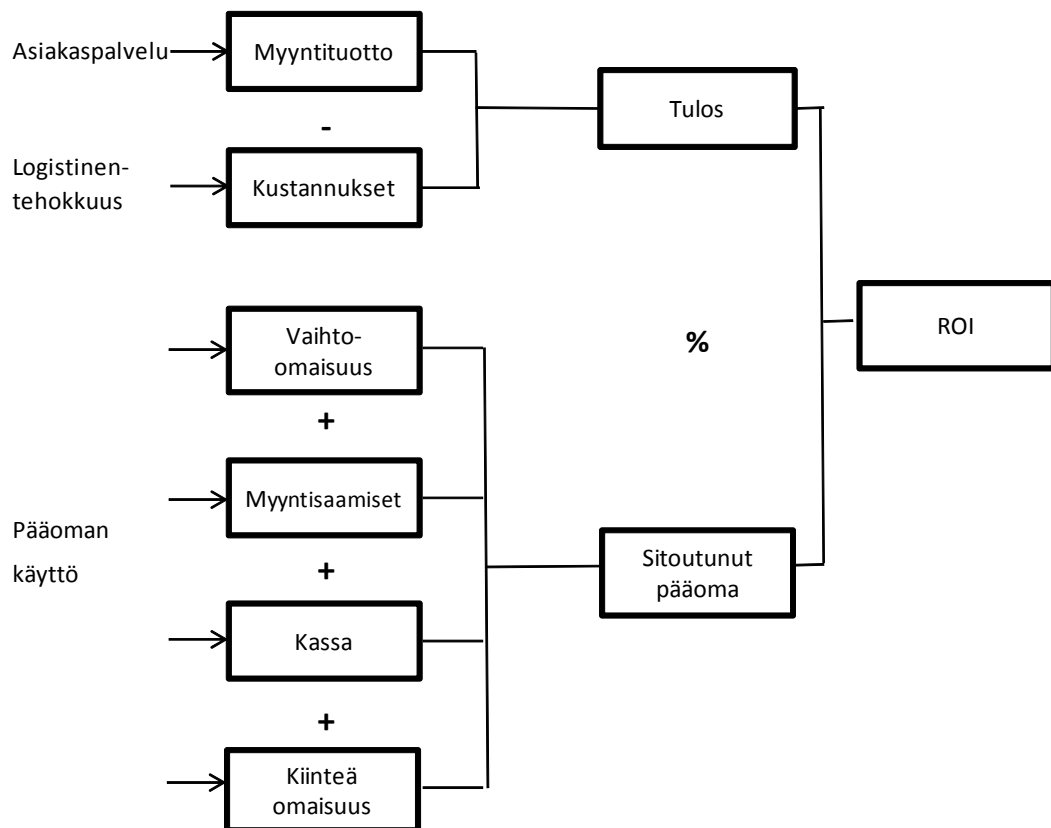 Asiakaspalvelu
Myyntituotto
-
Tulos
Logistinen-
tehokkuus
Kustannukset
Vaihto-
omaisuus
%
ROI
+
Myyntisaamiset
Pääoman
käyttö
+
Sitoutunut
pääoma
Kassa
+
Kiinteä
omaisuus